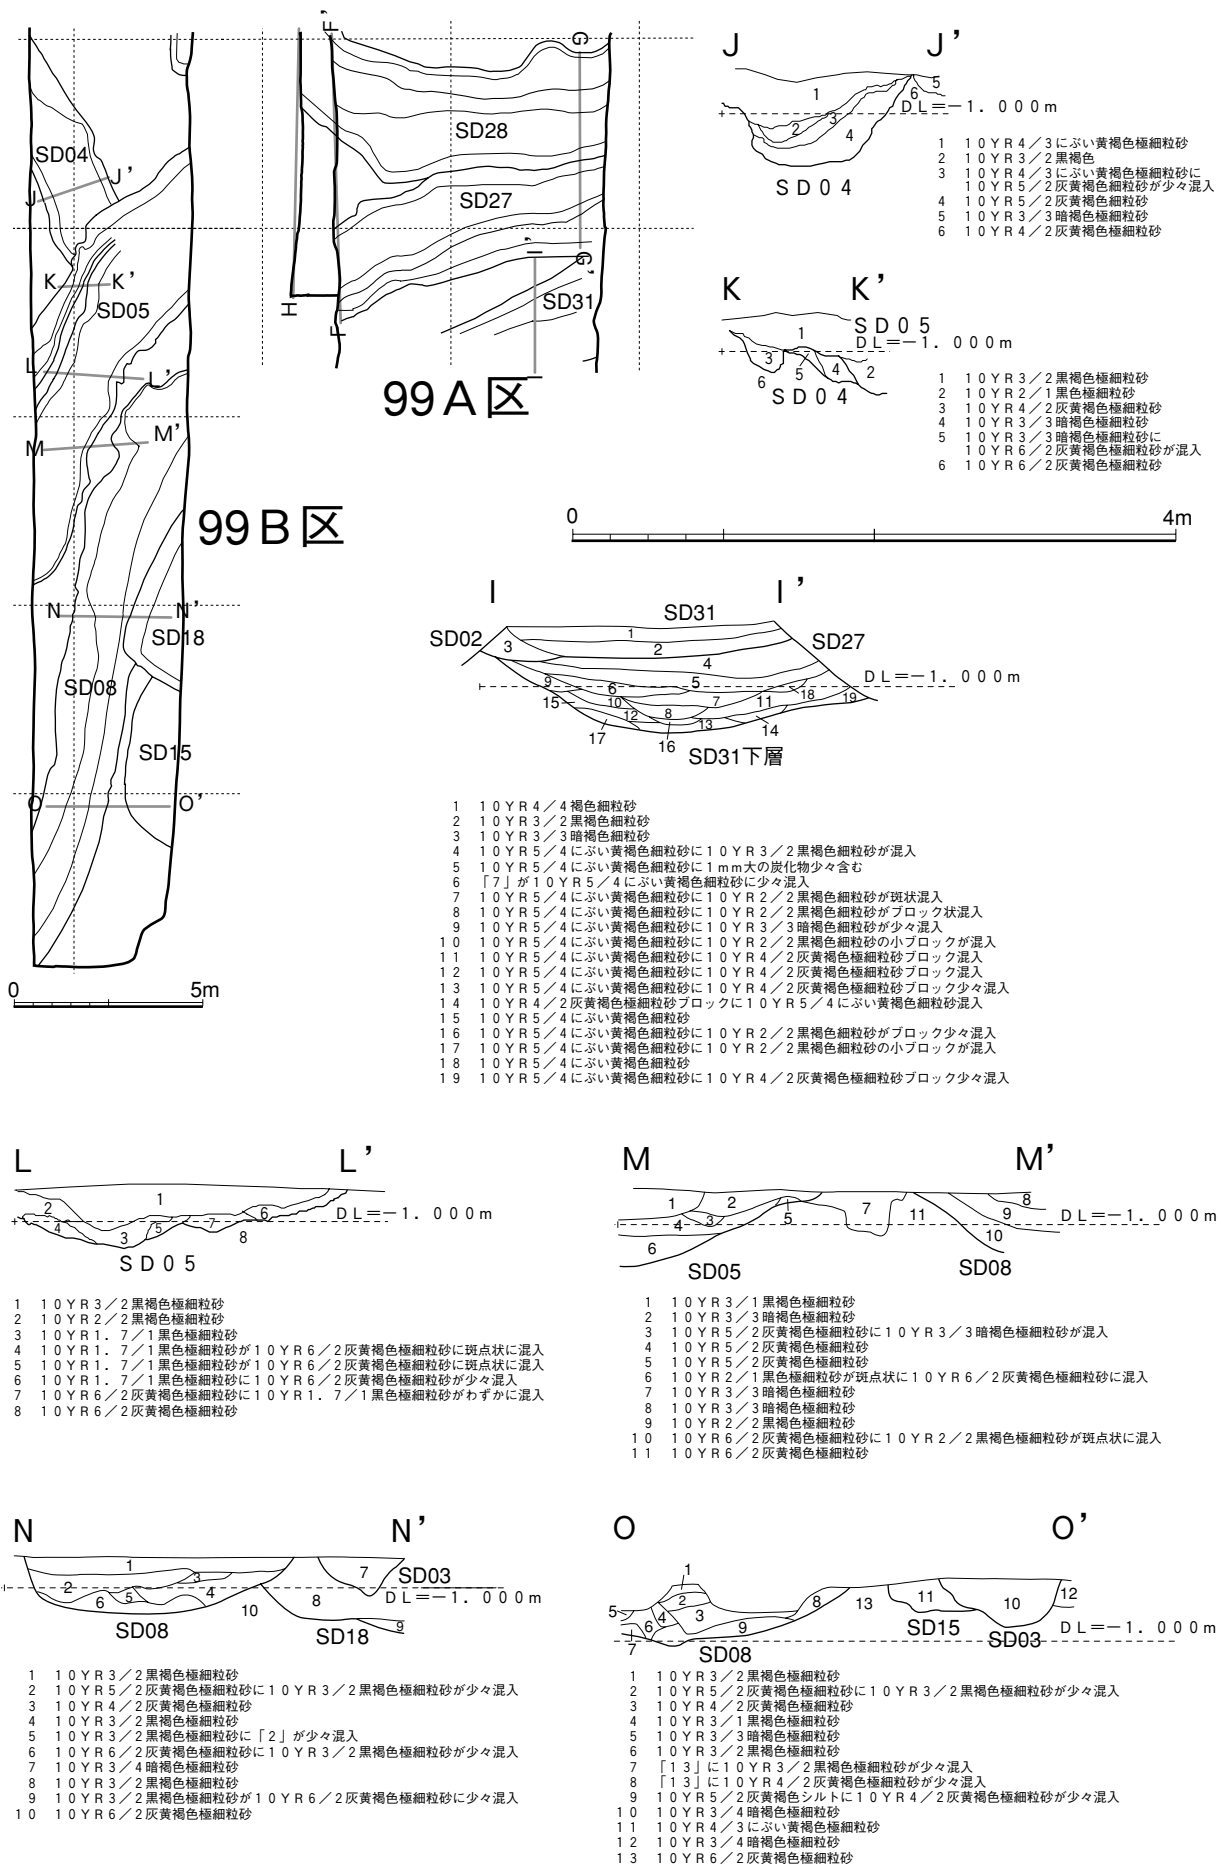 F'
G
SD28
SD27
I'
G'
SD31
H
F
I
99A区
SD04
J'
J
K
K'
SD05
L
L'
M
M'
99B区
N
N'
SD18
SD08
SD15
O
O'
0 5m
J J'
1
5
6
DL=−1.000m
2
3
4
SD04
1 10YR4／3にぶい黄褐色極細粒砂
2 10YR3／2黒褐色
3 10YR4／3にぶい黄褐色極細粒砂に
10YR5／2灰黄褐色細粒砂が少々混入
4 10YR5／2灰黄褐色細粒砂
5 10YR3／3暗褐色極細粒砂
6 10YR4／2灰黄褐色極細粒砂
K K'
SD05
1
DL=−1.000m
3
5
4
2
6
SD04
1 10YR3／2黒褐色極細粒砂
2 10YR2／1黒色極細粒砂
3 10YR4／2灰黄褐色極細粒砂
4 10YR3／3暗褐色極細粒砂
5 10YR3／3暗褐色極細粒砂に
10YR6／2灰黄褐色極細粒砂が混入
6 10YR6／2灰黄褐色極細粒砂
0 4m
I I'
SD31
SD02
SD27
1
3
2
4
DL=−1.000m
9
6
5
18
19
15
10
7
11
12
8
13
14
17
16
SD31下層
1 10YR4／4褐色細粒砂
2 10YR3／2黒褐色細粒砂
3 10YR3／3暗褐色細粒砂
4 10YR5／4にぶい黄褐色細粒砂に10YR3／2黒褐色細粒砂が混入
5 10YR5／4にぶい黄褐色細粒砂に1mm大の炭化物少々含む
6 「7」が10YR5／4にぶい黄褐色細粒砂に少々混入
7 10YR5／4にぶい黄褐色細粒砂に10YR2／2黒褐色細粒砂が斑状混入
8 10YR5／4にぶい黄褐色細粒砂に10YR2／2黒褐色細粒砂がブロック状混入
9 10YR5／4にぶい黄褐色細粒砂に10YR3／3暗褐色細粒砂が少々混入
10 10YR5／4にぶい黄褐色細粒砂に10YR2／2黒褐色細粒砂の小ブロックが混入
11 10YR5／4にぶい黄褐色細粒砂に10YR4／2灰黄褐色極細粒砂ブロック混入
12 10YR5／4にぶい黄褐色細粒砂に10YR4／2灰黄褐色極細粒砂ブロック混入
13 10YR5／4にぶい黄褐色細粒砂に10YR4／2灰黄褐色極細粒砂ブロック少々混入
14 10YR4／2灰黄褐色極細粒砂ブロックに10YR5／4にぶい黄褐色細粒砂混入
15 10YR5／4にぶい黄褐色細粒砂
16 10YR5／4にぶい黄褐色細粒砂に10YR2／2黒褐色細粒砂がブロック少々混入
17 10YR5／4にぶい黄褐色細粒砂に10YR2／2黒褐色細粒砂の小ブロックが混入
18 10YR5／4にぶい黄褐色細粒砂
19 10YR5／4にぶい黄褐色細粒砂に10YR4／2灰黄褐色極細粒砂ブロック少々混入
L L'
1
2
6
DL=−1.000m
4
3
5
7
8
SD05
1 10YR3／2黒褐色極細粒砂
2 10YR2／2黒褐色極細粒砂
3 10YR1．7／1黒色極細粒砂
4 10YR1．7／1黒色極細粒砂が10YR6／2灰黄褐色極細粒砂に斑点状に混入
5 10YR1．7／1黒色極細粒砂が10YR6／2灰黄褐色極細粒砂に斑点状に混入
6 10YR1．7／1黒色極細粒砂に10YR6／2灰黄褐色極細粒砂が少々混入
7 10YR6／2灰黄褐色極細粒砂に10YR1．7／1黒色極細粒砂がわずかに混入
8 10YR6／2灰黄褐色極細粒砂
M M'
1
2
7
8
9
4
3
5
11
10
6
DL=−1.000m
SD05
SD08
1 10YR3／1黒褐色極細粒砂
2 10YR3／3暗褐色極細粒砂
3 10YR5／2灰黄褐色極細粒砂に10YR3／3暗褐色極細粒砂が混入
4 10YR5／2灰黄褐色極細粒砂
5 10YR5／2灰黄褐色極細粒砂
6 10YR2／1黒色極細粒砂が斑点状に10YR6／2灰黄褐色極細粒砂に混入
7 10YR3／3暗褐色極細粒砂
8 10YR3／3暗褐色極細粒砂
9 10YR2／2黒褐色極細粒砂
10 10YR6／2灰黄褐色極細粒砂に10YR2／2黒褐色極細粒砂が斑点状に混入
11 10YR6／2灰黄褐色極細粒砂
N N'
1
3
7
SD03
2
5
4
6
10
8
DL=−1.000m
9
SD08
SD18
1 10YR3／2黒褐色極細粒砂
2 10YR5／2灰黄褐色極細粒砂に10YR3／2黒褐色極細粒砂が少々混入
3 10YR4／2灰黄褐色極細粒砂
4 10YR3／2黒褐色極細粒砂
5 10YR3／2黒褐色極細粒砂に「2」が少々混入
6 10YR6／2灰黄褐色極細粒砂に10YR3／2黒褐色極細粒砂が少々混入
7 10YR3／4暗褐色極細粒砂
8 10YR3／2黒褐色極細粒砂
9 10YR3／2黒褐色極細粒砂が10YR6／2灰黄褐色極細粒砂に少々混入
10 10YR6／2灰黄褐色極細粒砂
O O'
1
2
5
4
3
8
13
11
10
12
6
9
7
SD15
SD03
DL=−1.000m
SD08
1 10YR3／2黒褐色極細粒砂
2 10YR5／2灰黄褐色極細粒砂に10YR3／2黒褐色極細粒砂が少々混入
3 10YR4／2灰黄褐色極細粒砂
4 10YR3／1黒褐色極細粒砂
5 10YR3／3暗褐色極細粒砂
6 10YR3／2黒褐色極細粒砂
7 「13」に10YR3／2黒褐色極細粒砂が少々混入
8 「13」に10YR4／2灰黄褐色極細粒砂が少々混入
9 10YR5／2灰黄褐色シルトに10YR4／2灰黄褐色極細粒砂が少々混入
10 10YR3／4暗褐色極細粒砂
11 10YR4／3にぶい黄褐色極細粒砂
12 10YR3／4暗褐色極細粒砂
13 10YR6／2灰黄褐色極細粒砂